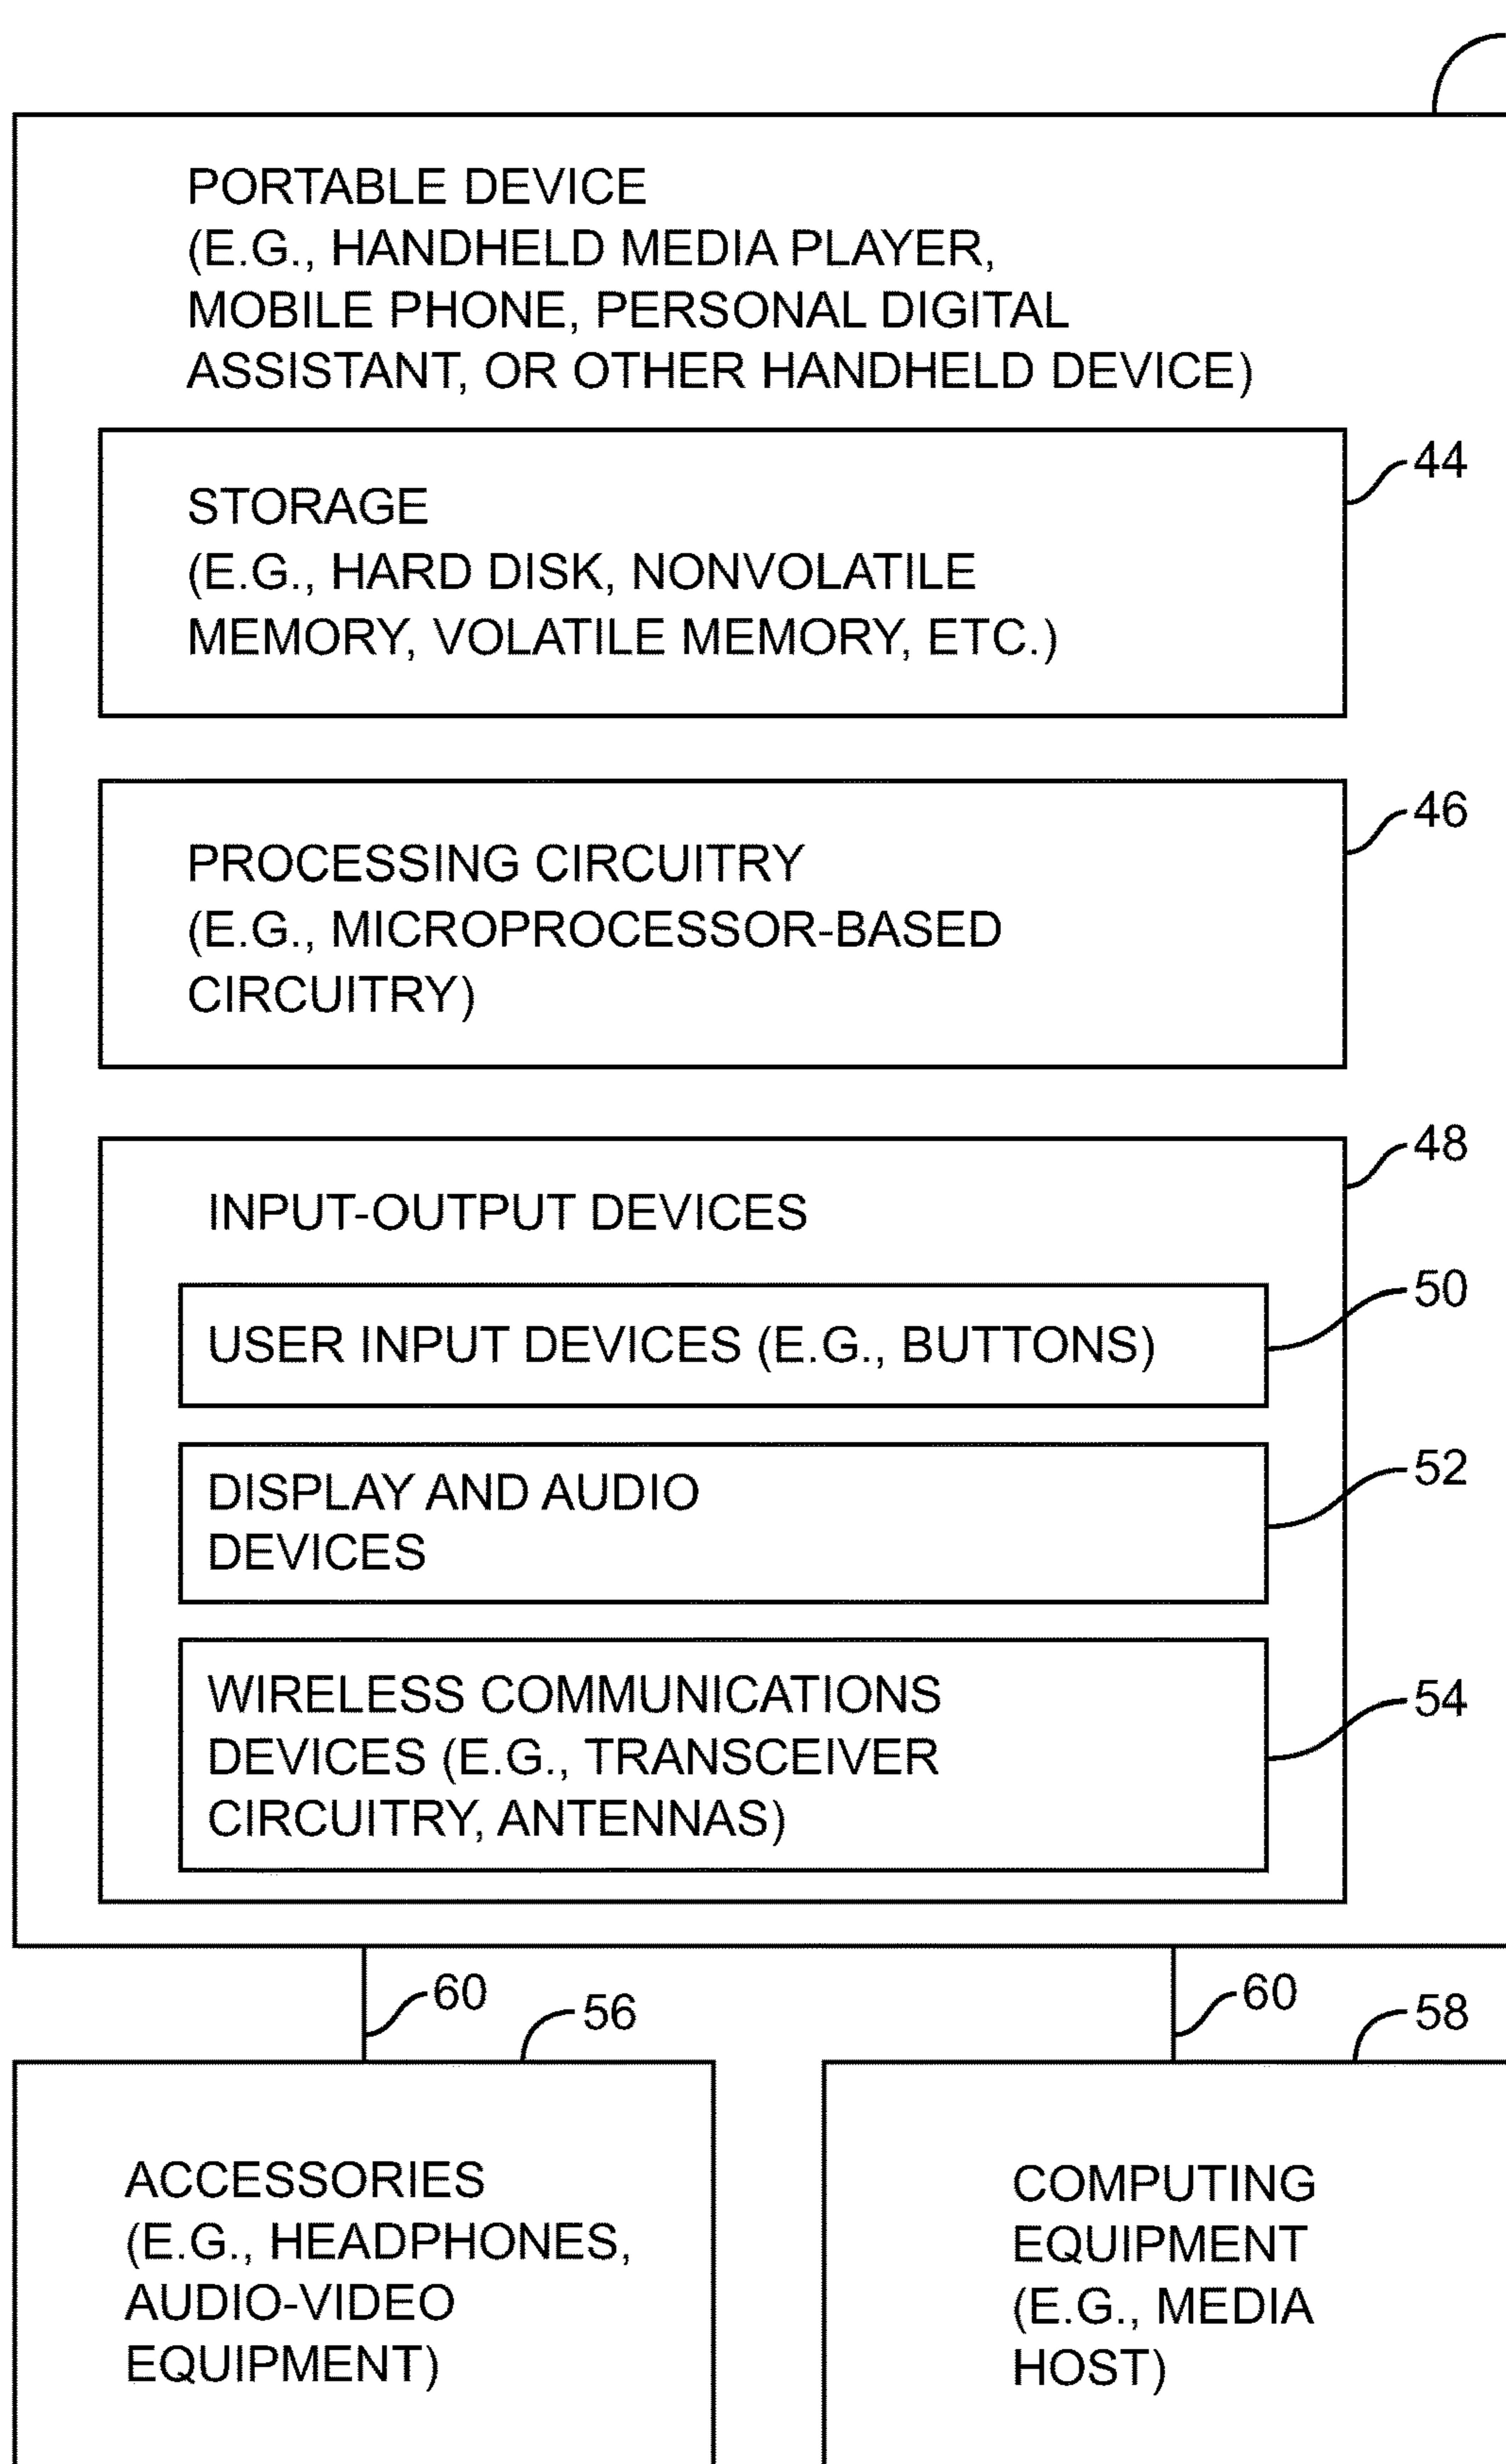 PORTABLE DEVICE
(E.G., HANDHELD MEDIA PLAYER,
MOBILE PHONE, PERSONAL DIGITAL
ASSISTANT, OR OTHER HANDHELD DEVICE)
44
STORAGE
(E.G., HARD DISK, NONVOLATILE
MEMORY, VOLATILE MEMORY, ETC.)
46
PROCESSING CIRCUITRY
(E.G., MICROPROCESSOR-BASED
CIRCUITRY)
48
INPUT-OUTPUT DEVICES
50
USER INPUT DEVICES (E.G., BUTTONS)
52
DISPLAY AND AUDIO
DEVICES
54
WIRELESS COMMUNICATIONS
DEVICES (E.G., TRANSCEIVER
CIRCUITRY, ANTENNAS)
60
56
60
58
ACCESSORIES
(E.G., HEADPHONES,
AUDIO-VIDEO
EQUIPMENT)
COMPUTING
EQUIPMENT
(E.G., MEDIA
HOST)